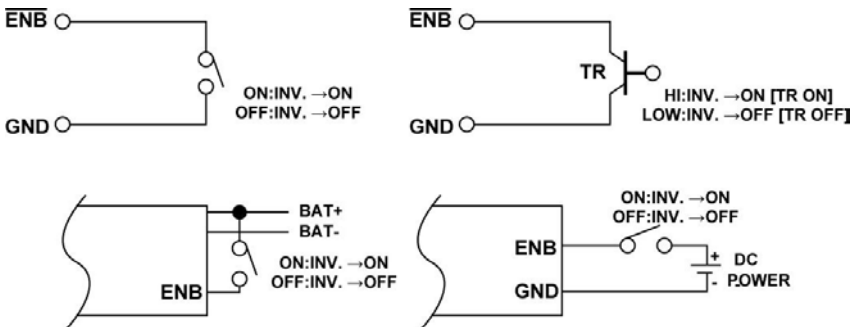 ENB
GND
ON:INV. →ON
OFF:INV. →OFF
ENB
TR
GND
HI:INV. →ON [TR ON]
LOW:INV. →OFF [TR OFF]
BAT+
BAT-
ENB
ON:INV. →ON
OFF:INV. →OFF
ON:INV. →ON
OFF:INV. →OFF
ENB
GND
+ DC
- POWER